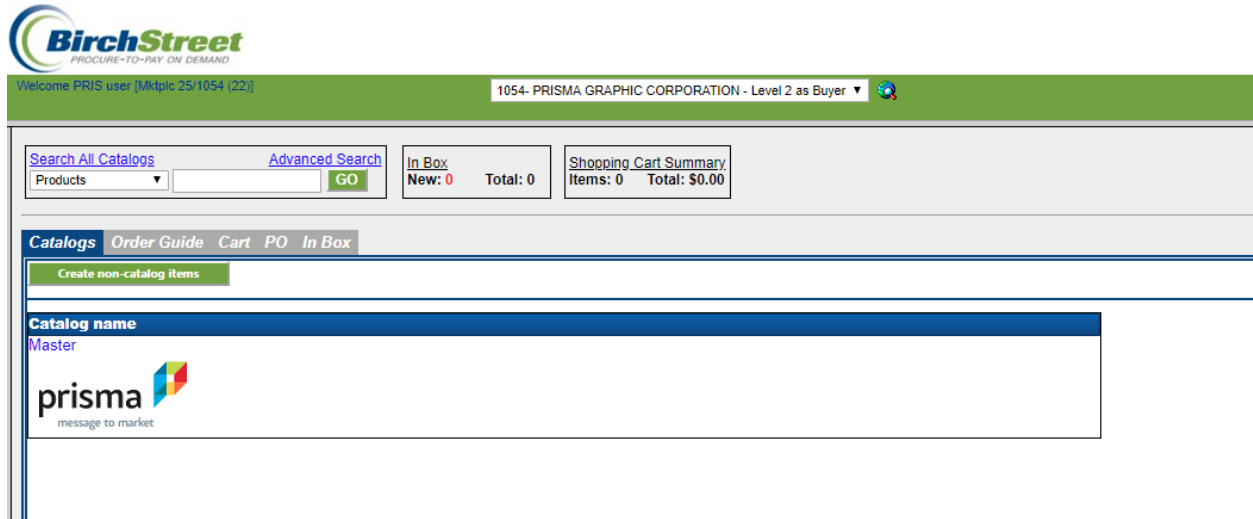 BirchStreet
PROCURE-TO-PAY ON DEMAND
Welcome PRIS user [Mktplc 25/1054 (22)]
1054- PRISMA GRAPHIC CORPORATION - Level 2 as Buyer
Search All Catalogs Advanced Search
Products GO
In Box
New: 0 Total: 0
Shopping Cart Summary
Items: 0 Total: $0.00
Catalogs Order Guide Cart PO In Box
Create non-catalog items
Catalog name
Master
prisma
message to market